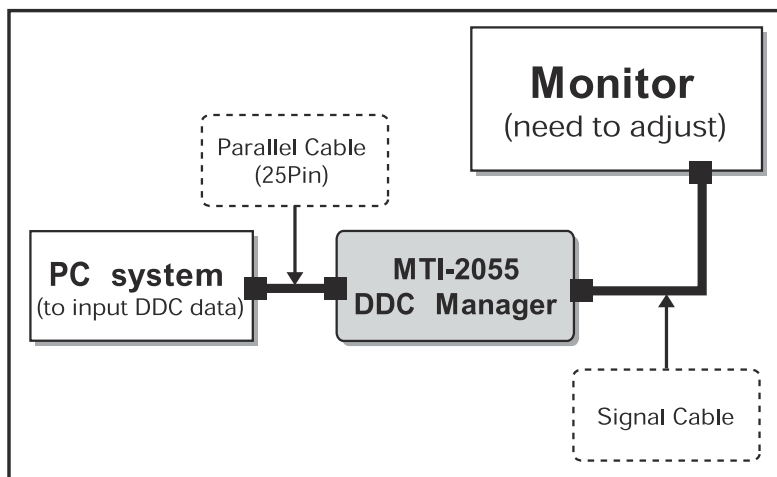 Monitor
(need to adjust)
Parallel Cable
(25Pin)
PC system
(to input DDC data)
MTI-2055
DDC Manager
Signal Cable